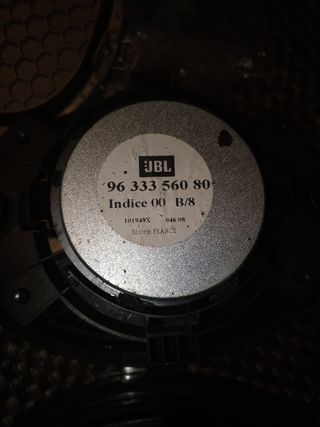 JBL
96 333 560 80
Indice 00 B/8
101949X 046 08
Made in FRANCE